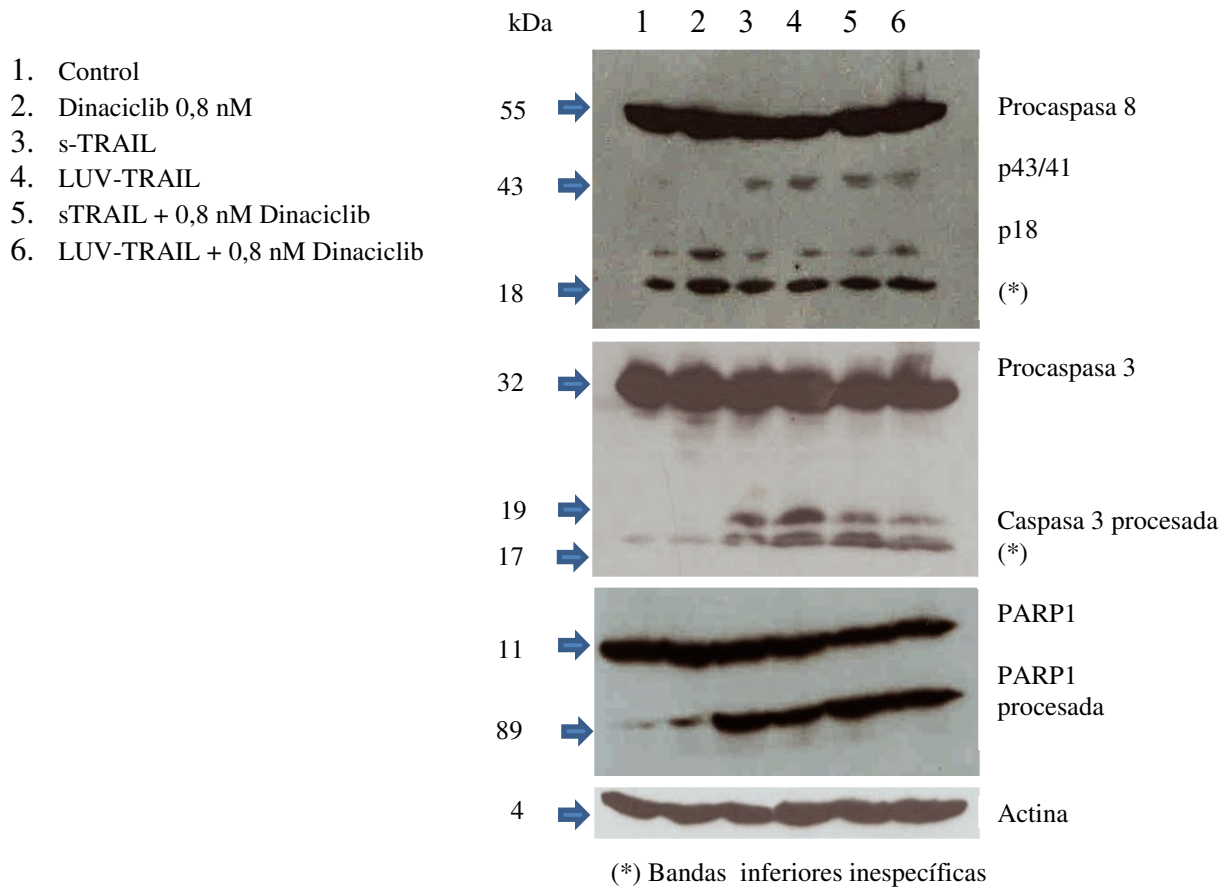 kDa 1 2 3 4 5 6
1. Control
2. Dinaciclib 0,8 nM
3. s-TRAIL
4. LUV-TRAIL
5. sTRAIL + 0,8 nM Dinaciclib
6. LUV-TRAIL + 0,8 nM Dinaciclib
55 Procaspasa 8
43 p43/41
p18
18 (*)
32 Procaspasa 3
19 Caspasa 3 procesada
17 (*)
11 PARP1
PARP1
89 procesada
4 Actina
(*) Bandas inferiores inespecíficas